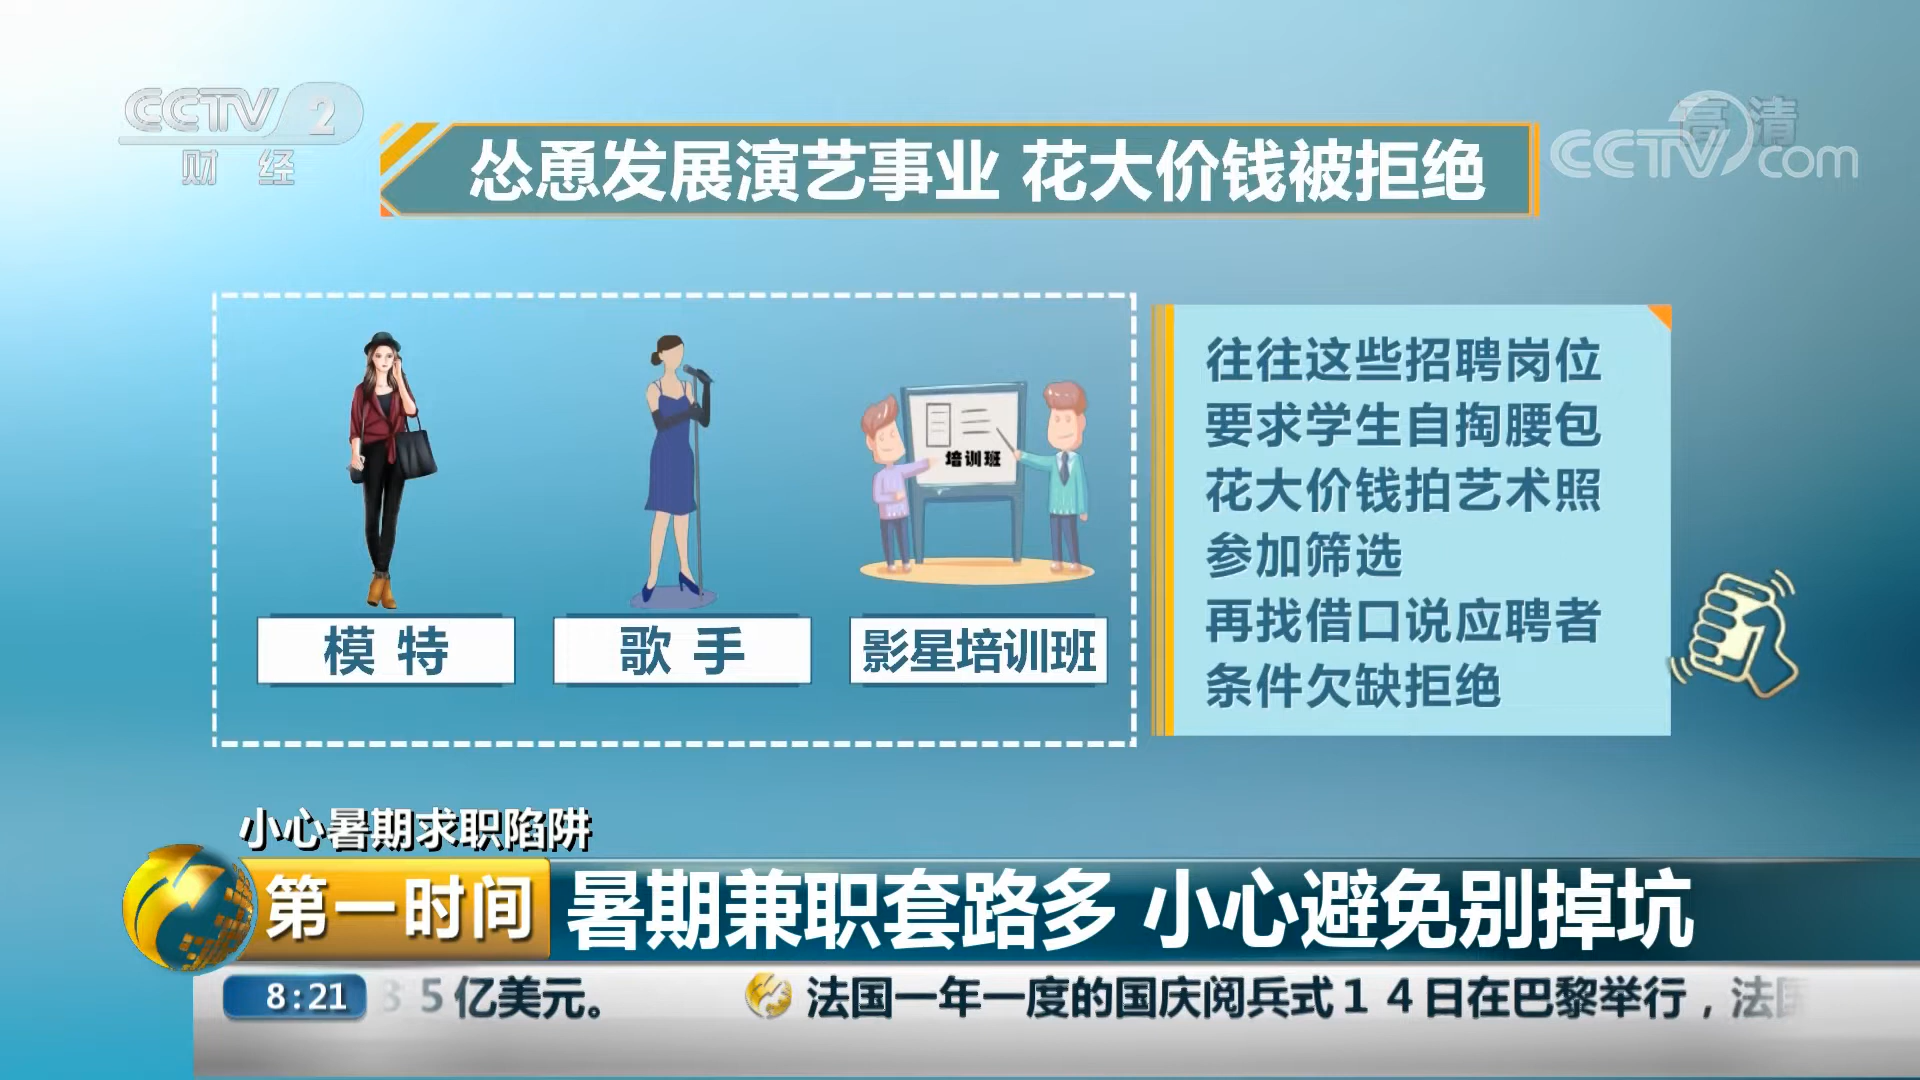 CCTV 2
财 经
高清
CCTV.com
怂恿发展演艺事业 花大价钱被拒绝
培训班
模 特
歌 手
影星培训班
往往这些招聘岗位
要求学生自掏腰包
花大价钱拍艺术照
参加筛选
再找借口说应聘者
条件欠缺拒绝
小心暑期求职陷阱
第一时间
暑期兼职套路多 小心避免别掉坑
8:21
35亿美元。
法国一年一度的国庆阅兵式14日在巴黎举行，法国